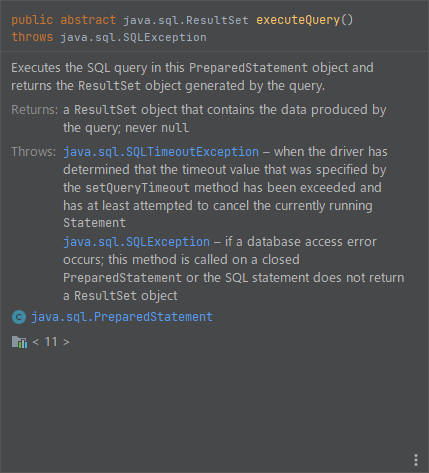 public abstract java.sql.ResultSet executeQuery()
throws java.sql.SQLException
Executes the SQL query in this PreparedStatement object and
returns the ResultSet object generated by the query.
Returns: a ResultSet object that contains the data produced by
the query; never null
Throws: java.sql.SQLTimeoutException – when the driver has
determined that the timeout value that was specified by
the setQueryTimeout method has been exceeded and
has at least attempted to cancel the currently running
Statement
java.sql.SQLException – if a database access error
occurs; this method is called on a closed
PreparedStatement or the SQL statement does not return
a ResultSet object
C java.sql.PreparedStatement
< 11 >